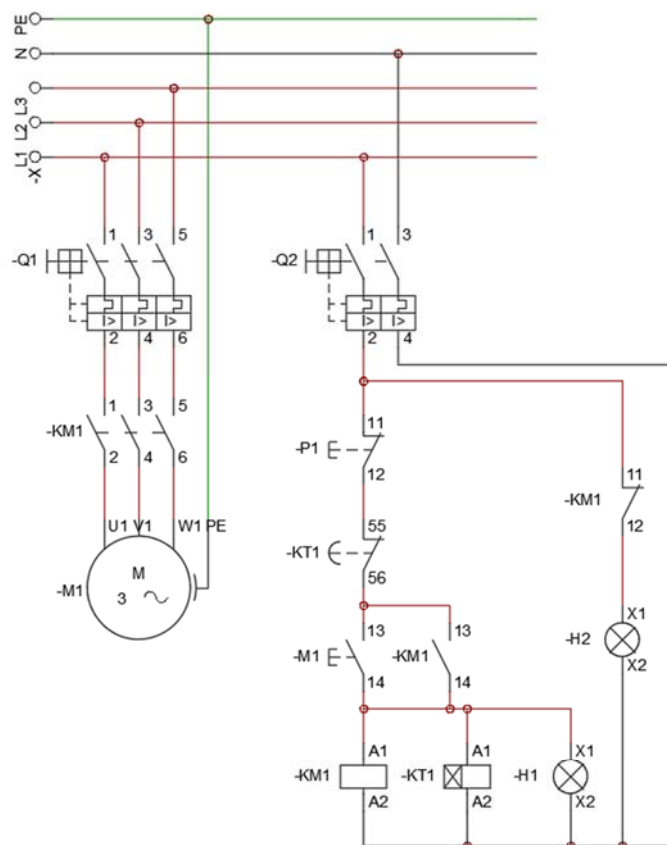 PE
N
L3
L2
L1
-X
1 3 5
-Q1
I> I> I>
2 4 6
1 3
-Q2
I> I>
2 4
1 3 5
-KM1
2 4 6
U1 V1 W1 PE
M
3
-M1
11
-P1
12
55
-KT1
56
13
-M1
14
13
-KM1
14
11
-KM1
12
X1
-H2
X2
A1
-KM1
A2
A1
-KT1
A2
X1
-H1
X2